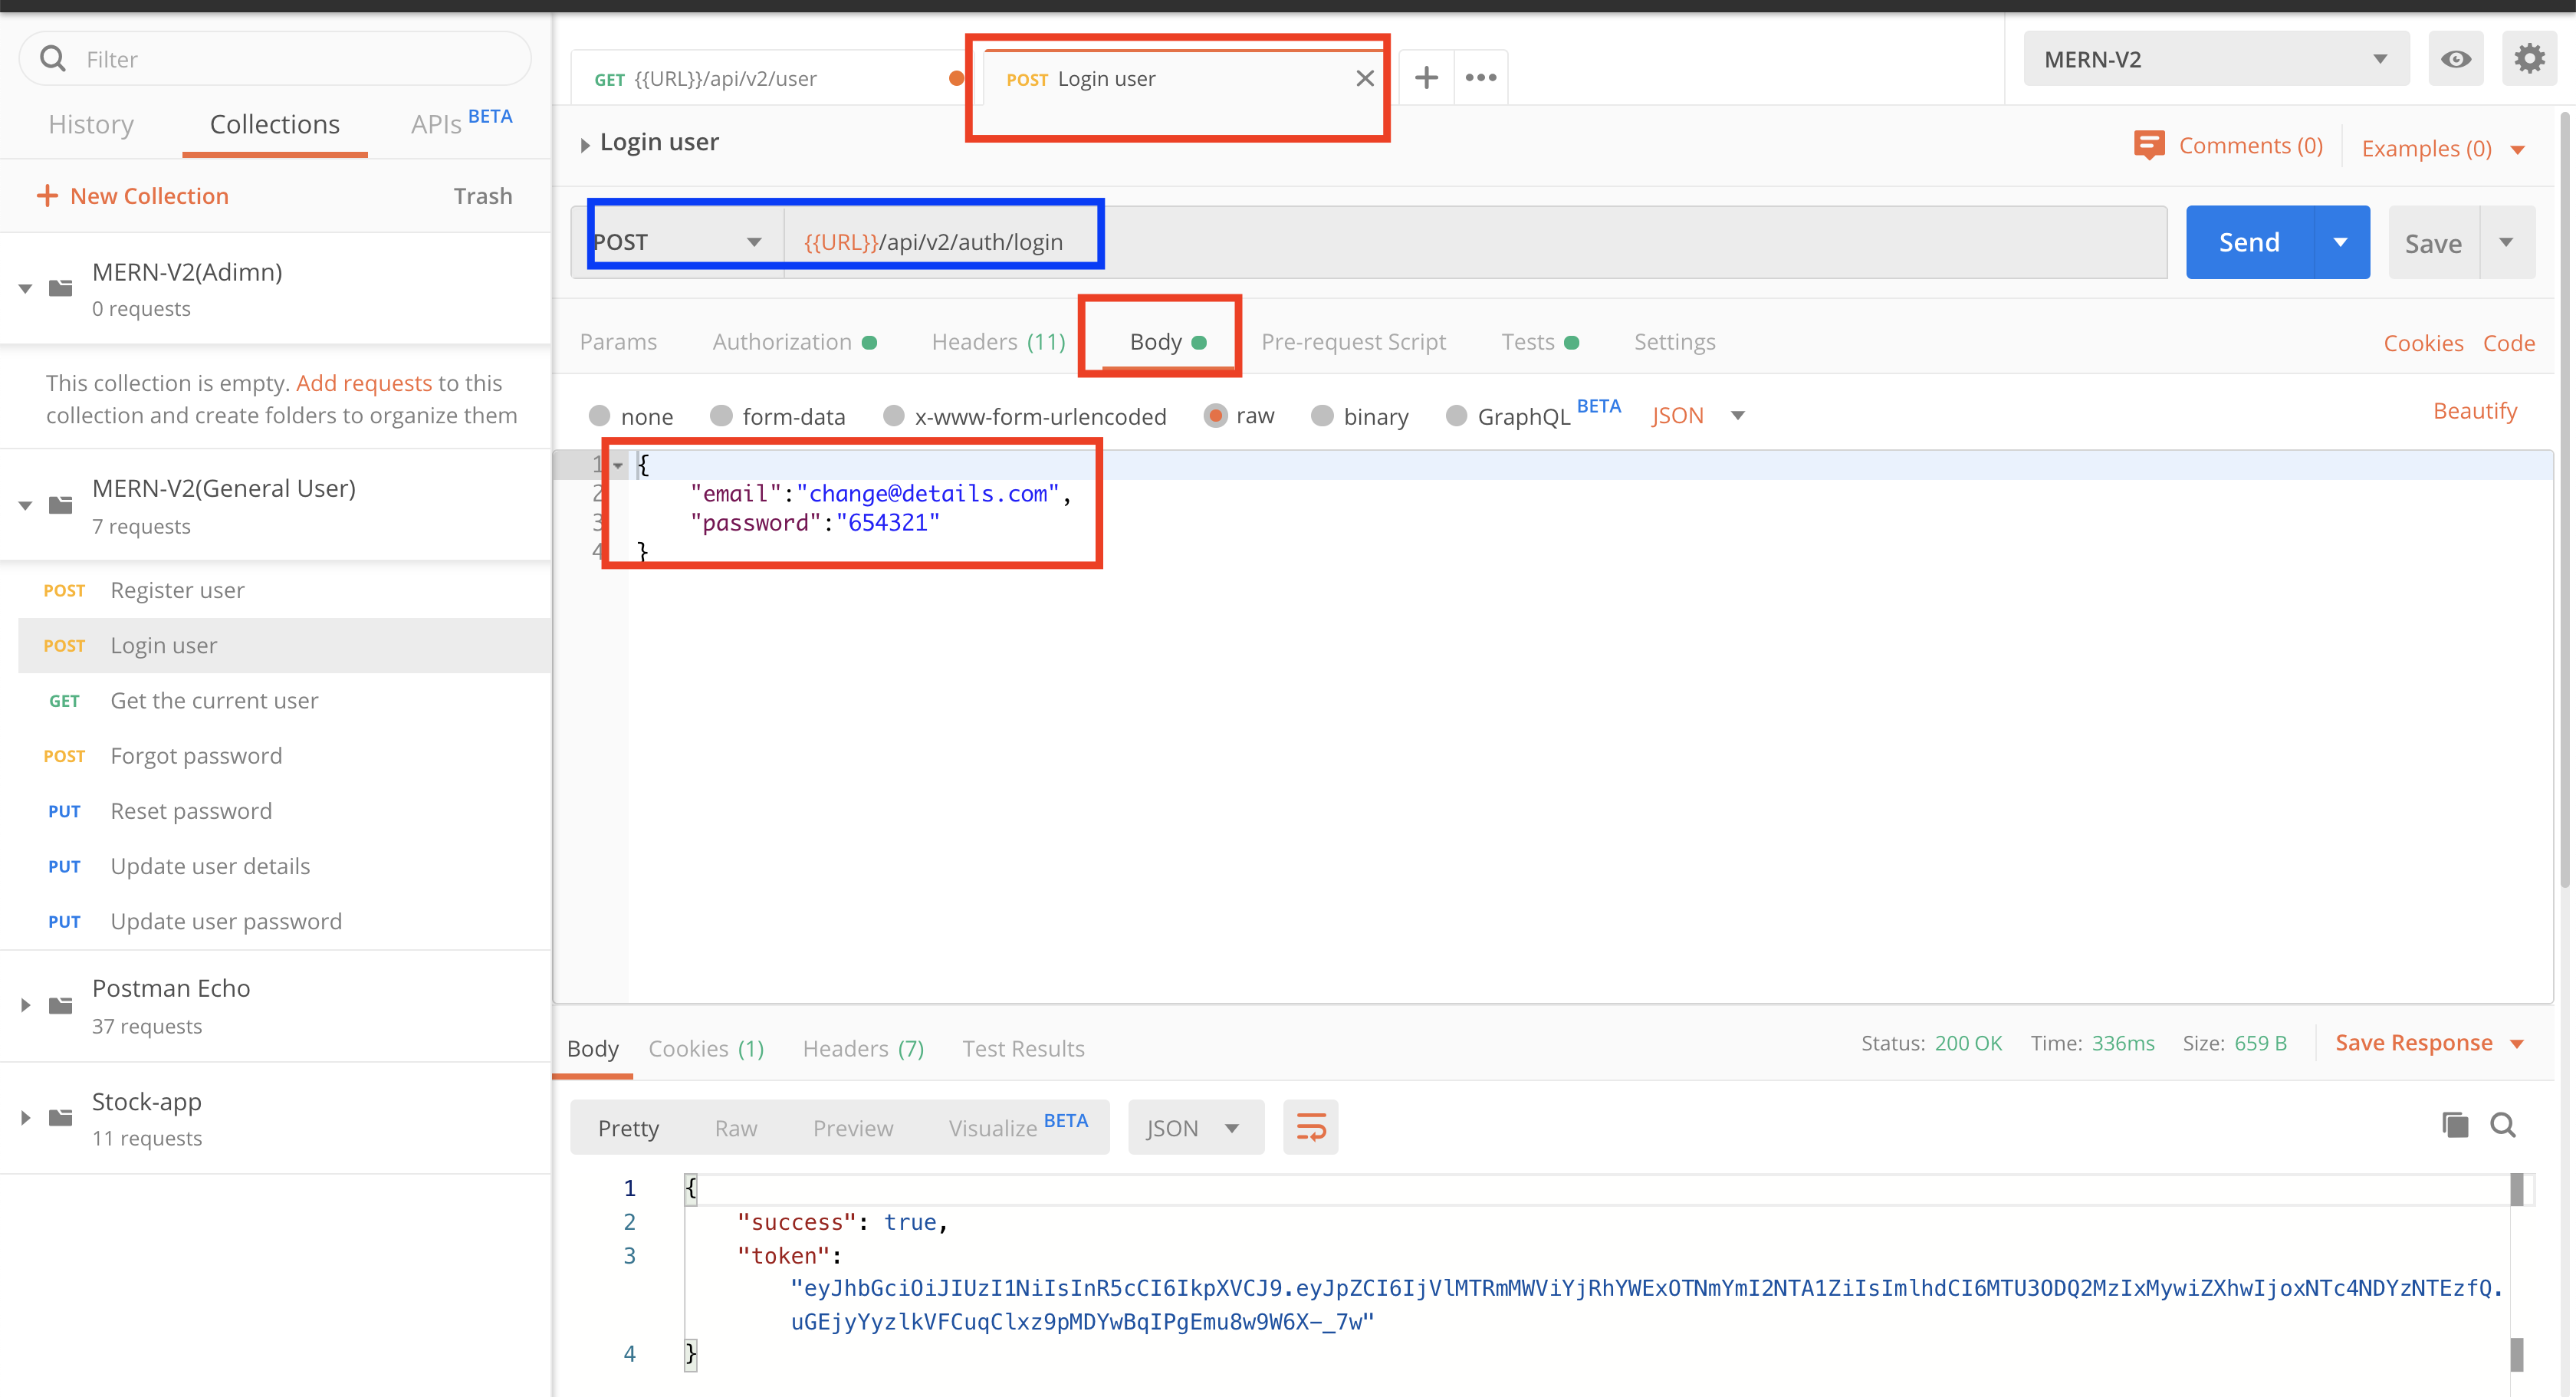 Filter
History Collections APIs BETA
+ New Collection Trash
MERN-V2(Adimn)
0 requests
This collection is empty. Add requests to this
collection and create folders to organize them
MERN-V2(General User)
7 requests
POST Register user
POST Login user
GET Get the current user
POST Forgot password
PUT Reset password
PUT Update user details
PUT Update user password
Postman Echo
37 requests
Stock-app
11 requests
GET {{URL}}/api/v2/user
POST Login user
MERN-V2
Login user
Comments (0) Examples (0)
POST {{URL}}/api/v2/auth/login
Send Save
Params Authorization Headers (11) Body Pre-request Script Tests Settings Cookies Code
none form-data x-www-form-urlencoded raw binary GraphQL BETA JSON Beautify
1 {
2 "email":"change@details.com",
3 "password":"654321"
4 }
Body Cookies (1) Headers (7) Test Results Status: 200 OK Time: 336ms Size: 659 B Save Response
Pretty Raw Preview Visualize BETA JSON
1 {
2 "success": true,
3 "token":
"eyJhbGciOiJIUzI1NiIsInR5cCI6IkpXVCJ9.eyJpZCI6IjVlMTRmMWViYjRhYWExOTNmYmI2NTA1ZiIsImlhdCI6MTU3ODQ2MzIxMywiZXhwIjoxNTc4NDYzNTEzfQ.
uGEjyYyzlkVFCuqClxz9pMDYwBqIPgEmu8w9W6X-_7w"
4 }